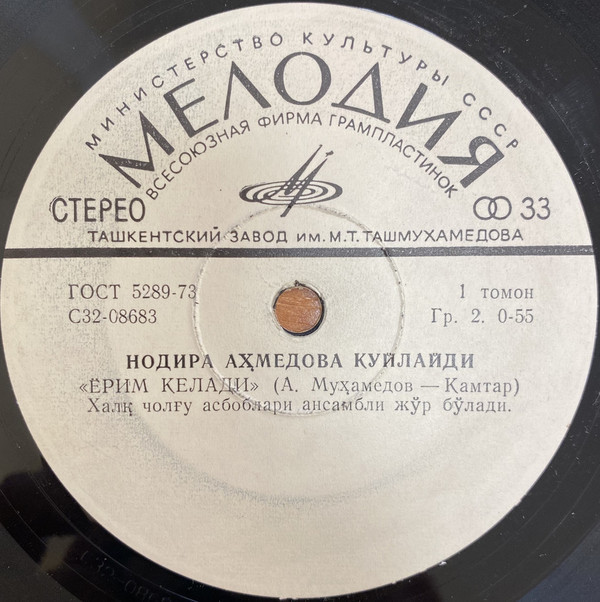 МИНИСТЕРСТВО КУЛЬТУРЫ СССР
МЕЛОДИЯ
ВСЕСОЮЗНАЯ ФИРМА ГРАМПЛАСТИНОК
СТЕРЕО
33
ТАШКЕНТСКИЙ ЗАВОД ИМ. М.Т. ТАШМУХАМЕДОВА
ГОСТ 5289-73 1 томон
С32-08683 Гр. 2. 0-55
НОДИРА АҲМЕДОВА ҚУЙЛАЙДИ
«ЁРИМ КЕЛАДИ» (А. Муҳамедов — Қамтар)
Халқ чолғу асбоблари ансамбли жўр бўлади.